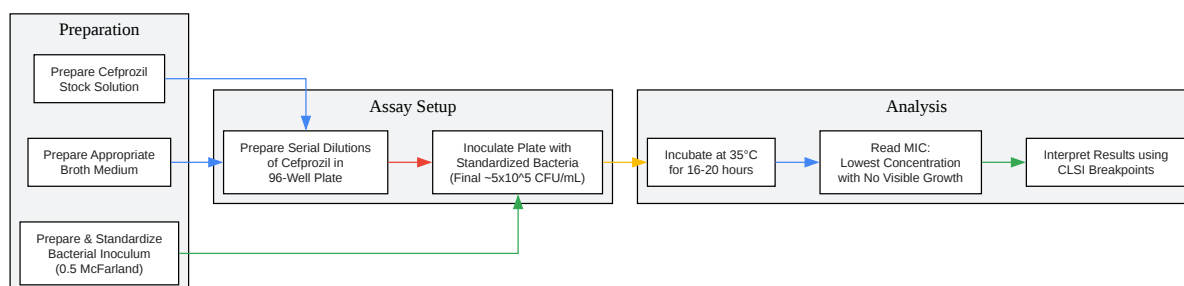 Preparation
Prepare Cefprozil
Stock Solution
Prepare Appropriate
Broth Medium
Prepare & Standardize
Bacterial Inoculum
(0.5 McFarland)
Assay Setup
Prepare Serial Dilutions
of Cefprozil in
96-Well Plate
Inoculate Plate with
Standardized Bacteria
(Final ~5x10^5 CFU/mL)
Analysis
Incubate at 35°C
for 16-20 hours
Read MIC:
Lowest Concentration
with No Visible Growth
Interpret Results using
CLSI Breakpoints